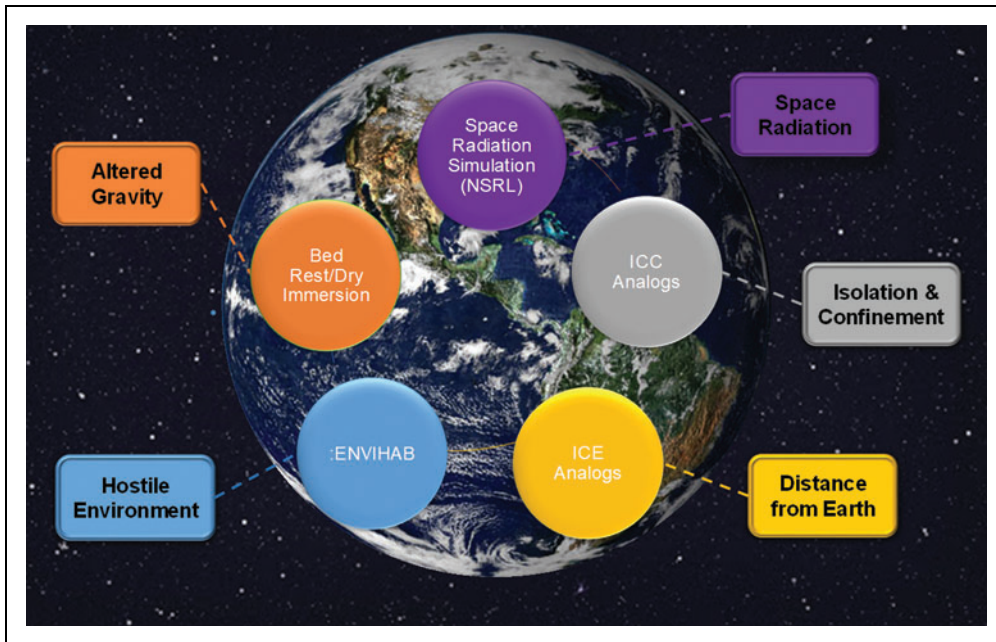 Space
Radiation
Simulation
(NSRL)
Space
Radiation
Altered
Gravity
Bed
Rest/Dry
Immersion
ICC
Analogs
Isolation &
Confinement
:ENVIHAB
ICE
Analogs
Hostile
Environment
Distance
from Earth